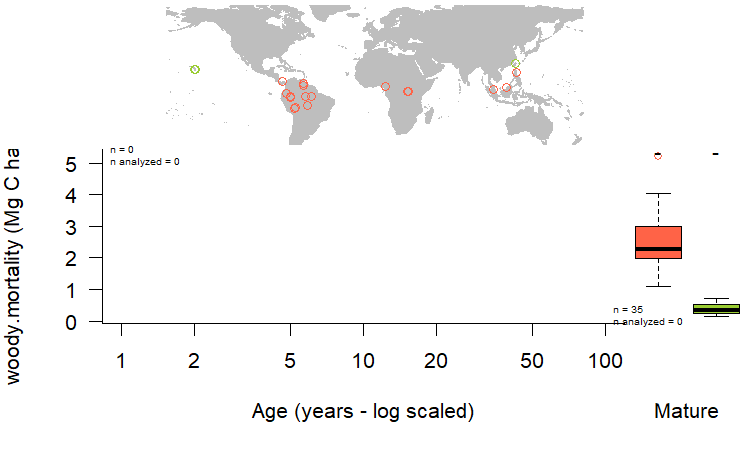 n = 0
n analyzed = 0
woody.mortality (Mg C ha
5
4
3
2
1
0
n = 35
n analyzed = 0
1 2 5 10 20 50 100
Age (years - log scaled) Mature